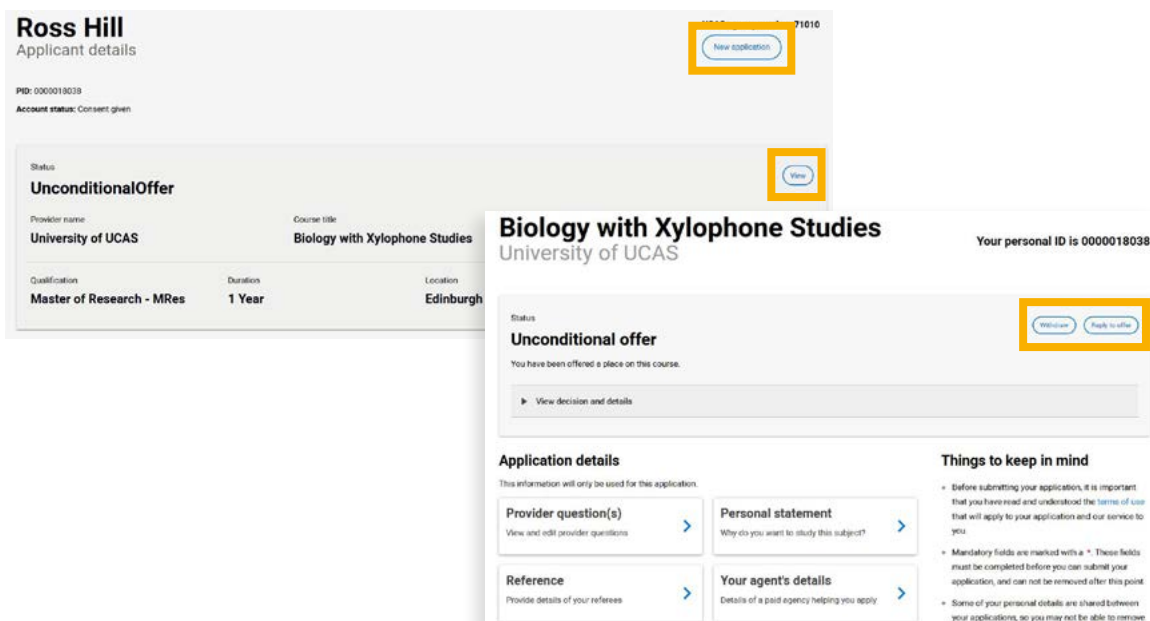 Ross Hill
Applicant details
71010
New application
PID: 0000018038
Account status: Consent given
Status
UnconditionalOffer
View
Provider name
Course title
University of UCAS
Biology with Xylophone Studies
Qualification
Duration
Location
Master of Research - MRes
1 Year
Edinburgh
Biology with Xylophone Studies
University of UCAS
Your personal ID is 0000018038
Status
Unconditional offer
Withdraw
Reply to offer
You have been offered a place on this course.
View decision and details
Application details
This information will only be used for this application.
Provider question(s)
View and edit provider questions
Personal statement
Why do you want to study this subject?
Reference
Provide details of your referees
Your agent's details
Details of a paid agency helping you apply
Things to keep in mind
Before submitting your application, it is important
that you have read and understood the terms of use
that will apply to your application and our service to
you
Mandatory fields are marked with a *. These fields
must be completed before you can submit your
application, and can not be removed after this point
Some of your personal details are shared between
your applications, so you may not be able to remove